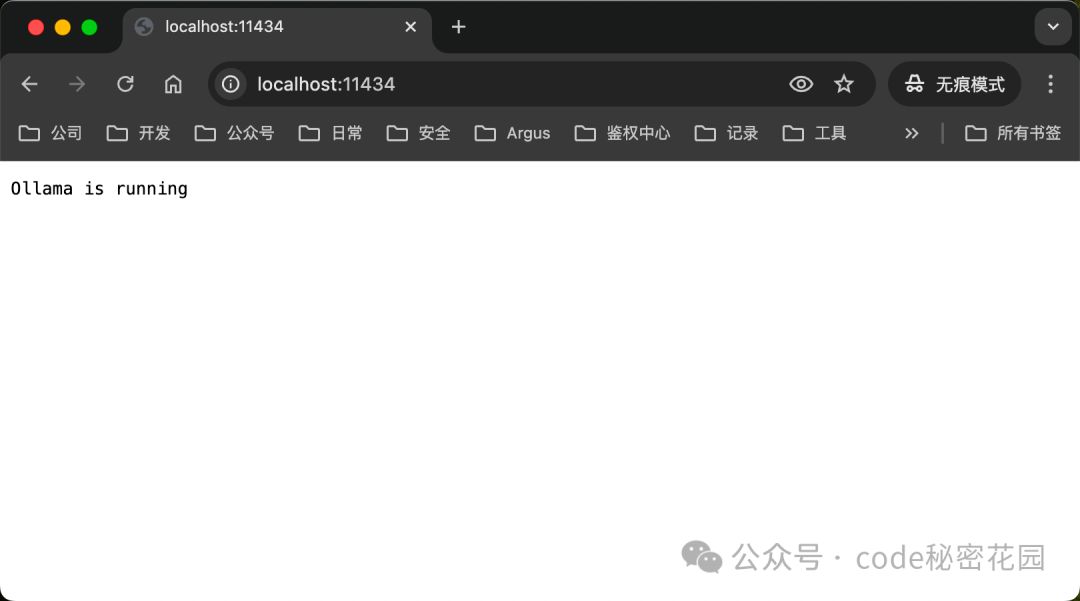 localhost:11434
localhost:11434 无痕模式
公司 开发 公众号 日常 安全 Argus 鉴权中心 记录 工具 所有书签
Ollama is running
公众号 · code秘密花园